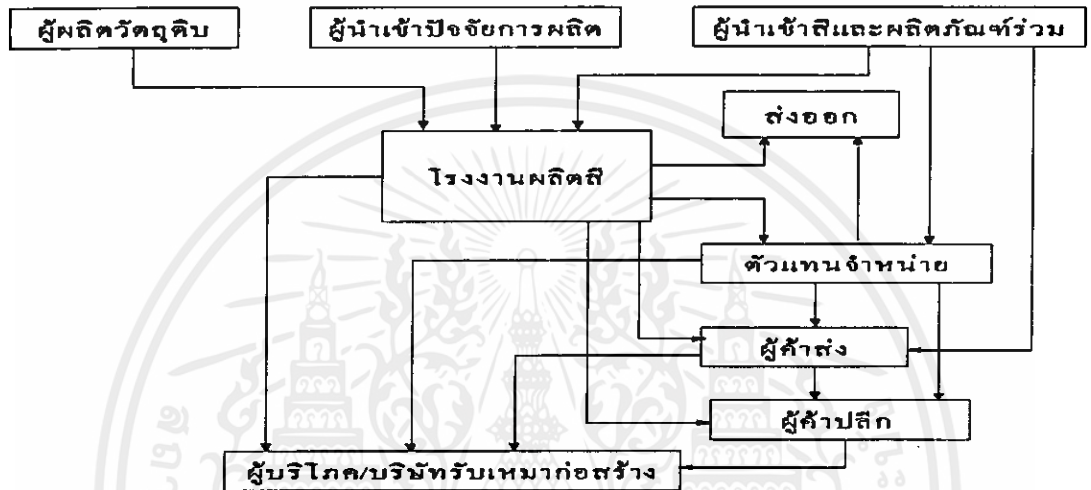 ผู้ผลิตวัตถุดิบ
ผู้นำเข้าปัจจัยการผลิต
ผู้นำเข้าสีและผลิตภัณฑ์ร่วม
ส่งออก
โรงงานผลิตสี
ตัวแทนจำหน่าย
ผู้ค้าส่ง
ผู้ค้าปลีก
ผู้บริโภค/บริษัทรับเหมาก่อสร้าง